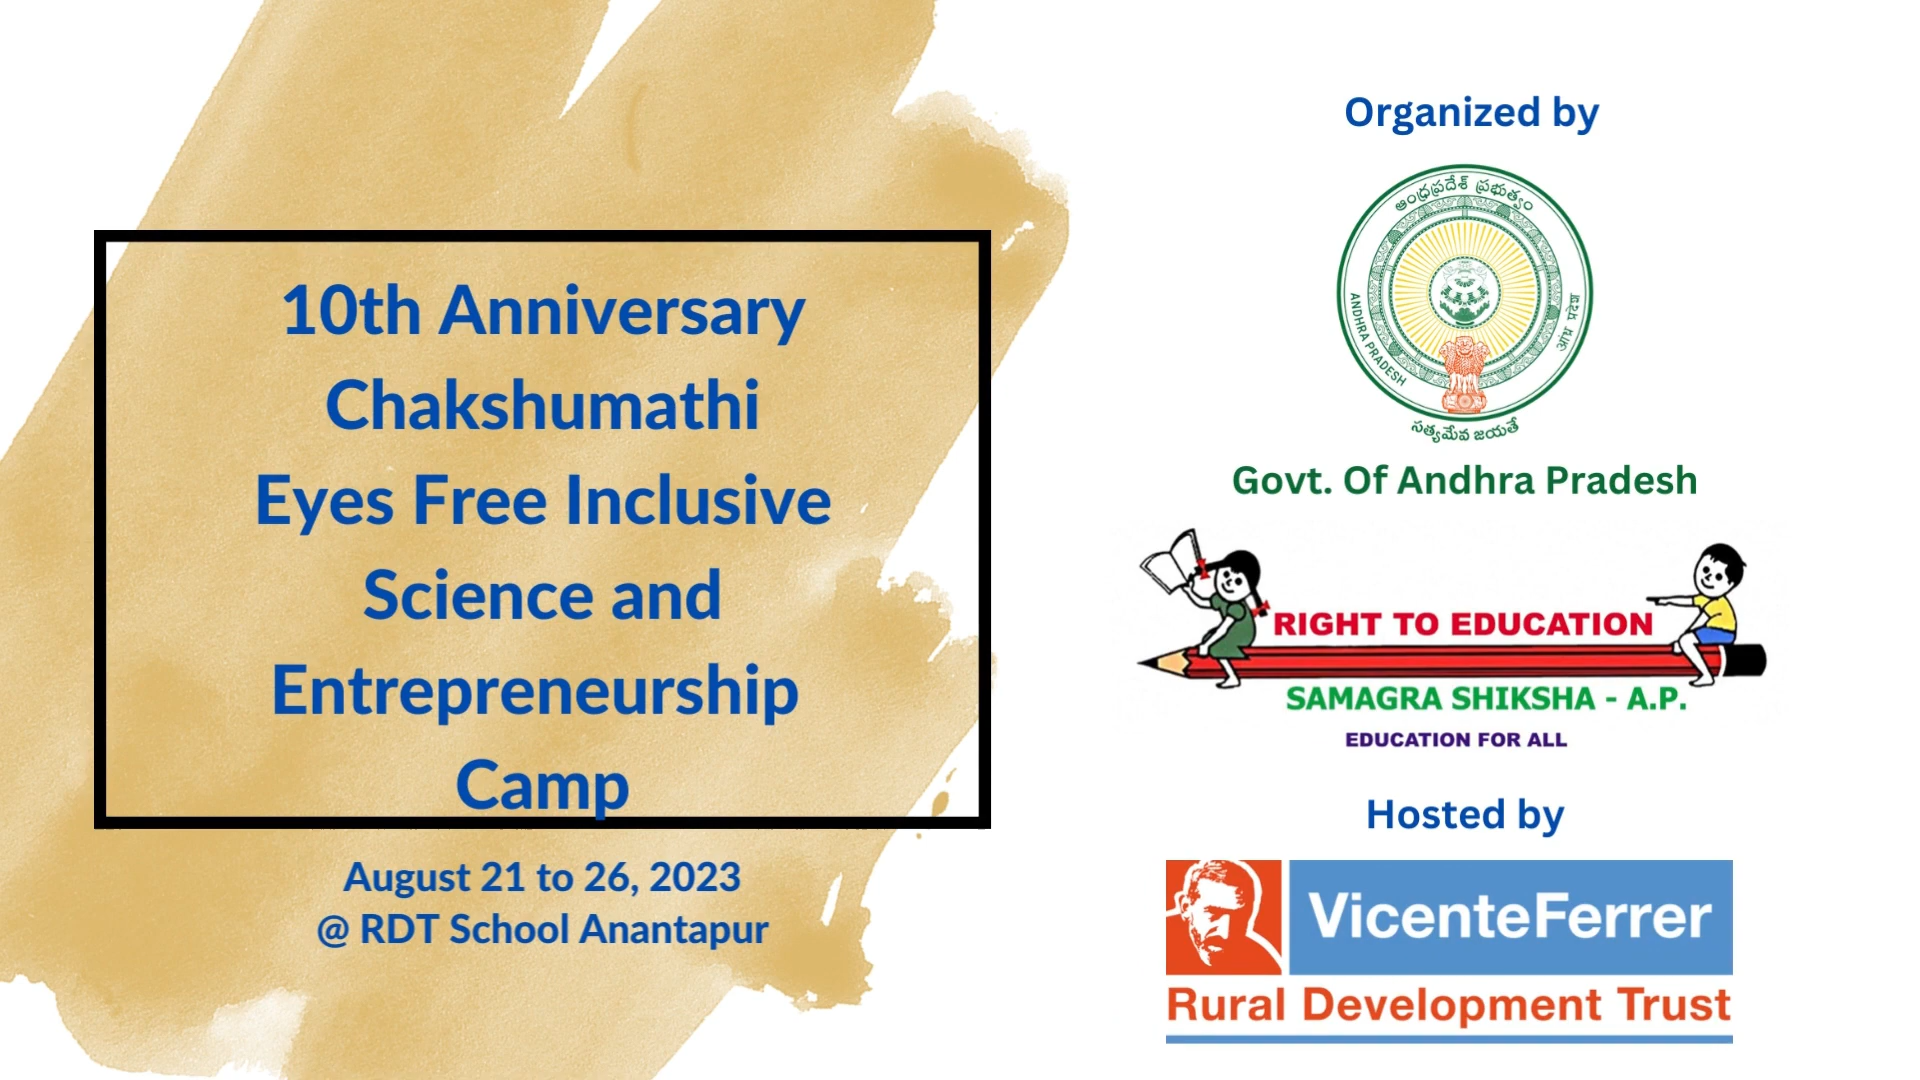 10th Anniversary
Chakshumathi
Eyes Free Inclusive
Science and
Entrepreneurship
Camp
August 21 to 26, 2023
@ RDT School Anantapur
Organized by
ఆంధ్రప్రదేశ్ ప్రభుత్వం
ANDHRA PRADESH
आंध्र प्रदेश
సత్యమేవ జయతే
Govt. Of Andhra Pradesh
RIGHT TO EDUCATION
SAMAGRA SHIKSHA - A.P.
EDUCATION FOR ALL
Hosted by
VicenteFerrer
Rural Development Trust